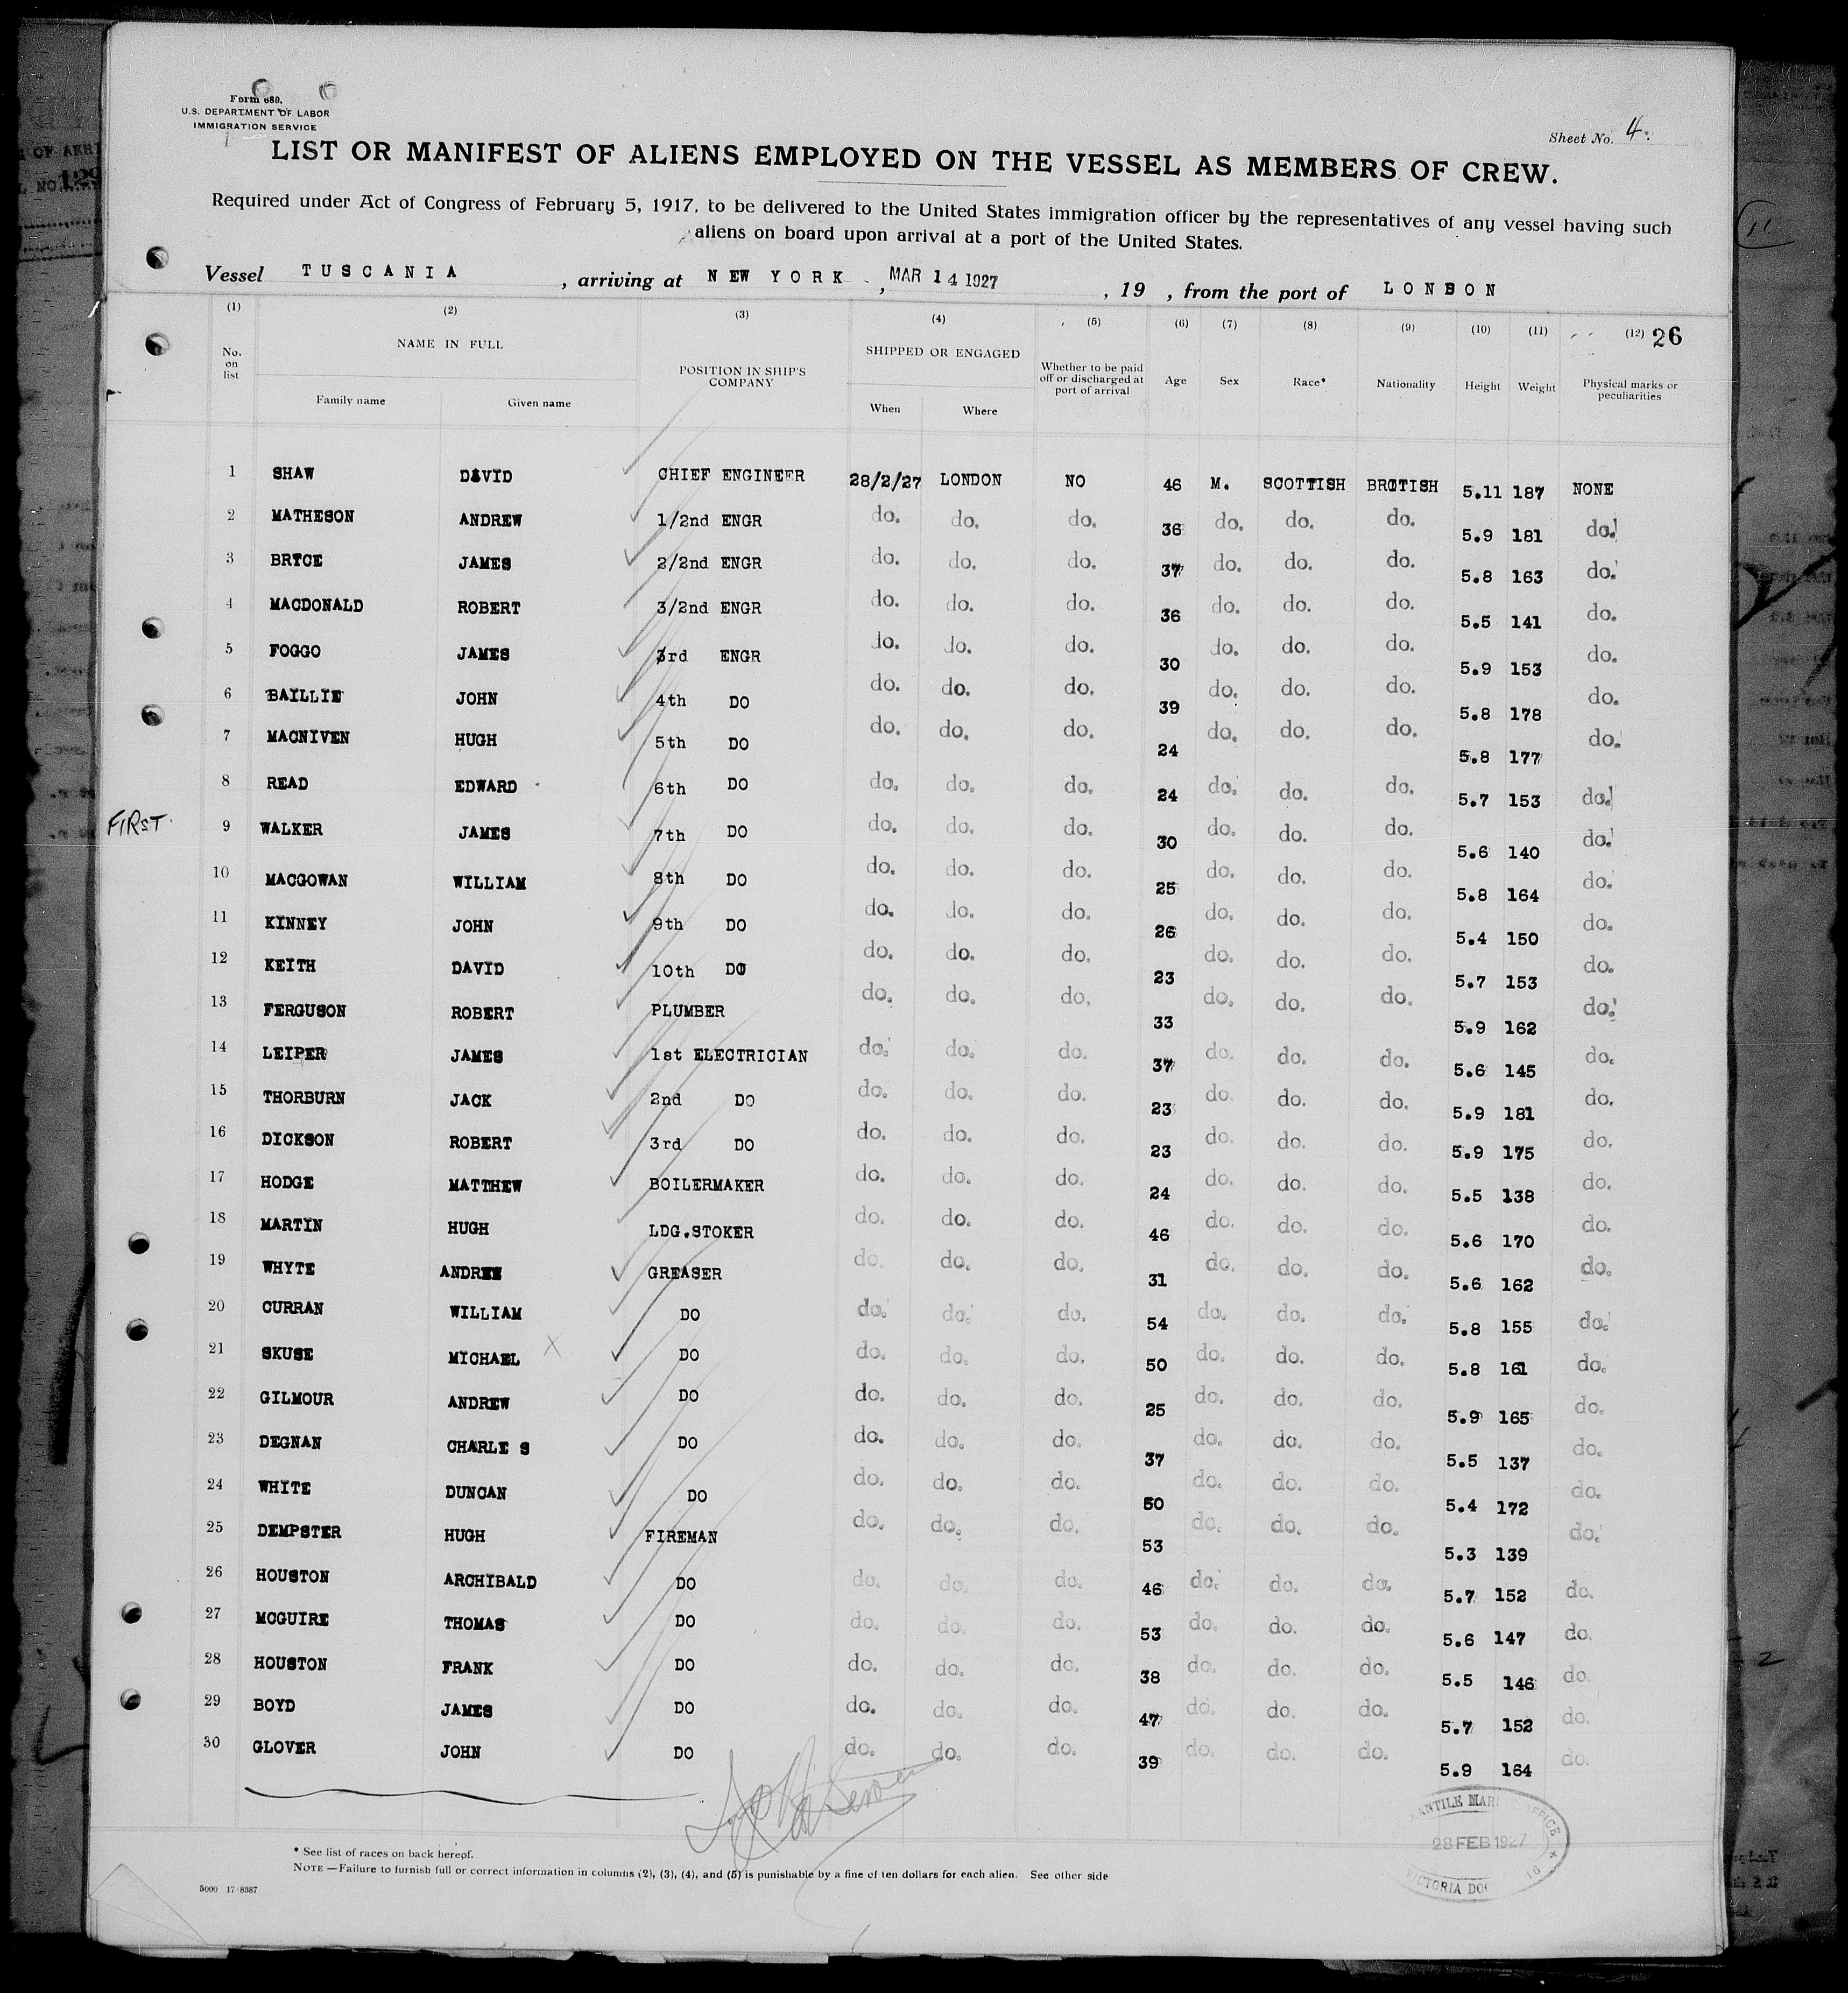 Form 680.
U.S. DEPARTMENT OF LABOR
IMMIGRATION SERVICE
Sheet No. 4.
LIST OR MANIFEST OF ALIENS EMPLOYED ON THE VESSEL AS MEMBERS OF CREW.
Required under Act of Congress of February 5, 1917, to be delivered to the United States immigration officer by the representatives of any vessel having such
aliens on board upon arrival at a port of the United States.
Vessel TUSCANIA , arriving at NEW YORK , MAR 14 1927 , 19 , from the port of LONDON
(1) (2) (3) (4) (5) (6) (7) (8) (9) (10) (11) (12) 26
No. on list NAME IN FULL POSITION IN SHIP'S COMPANY SHIPPED OR ENGAGED Whether to be paid off or discharged at port of arrival Age Sex Race* Nationality Height Weight Physical marks or peculiarities
Family name Given name When Where
1 SHAW DAVID CHIEF ENGINEER 28/2/27 LONDON NO 46 M. SCOTTISH BRITISH 5.11 187 NONE
2 MATHESON ANDREW 1/2nd ENGR do. do. do. 36 do. do. do. 5.9 181 do.
3 BRYCE JAMES 2/2nd ENGR do. do. do. 37 do. do. do. 5.8 163 do.
4 MACDONALD ROBERT 3/2nd ENGR do. do. do. 36 do. do. do. 5.5 141 do.
5 FOGGO JAMES 3rd ENGR do. do. do. 30 do. do. do. 5.9 153 do.
6 BAILLIE JOHN 4th DO do. do. do. 39 do. do. do. 5.8 178 do.
7 MACNIVEN HUGH 5th DO do. do. do. 24 do. do. do. 5.8 177 do.
8 READ EDWARD 6th DO do. do. do. 24 do. do. do. 5.7 153 do.
FIRST. 9 WALKER JAMES 7th DO do. do. do. 30 do. do. do. 5.6 140 do.
10 MACGOWAN WILLIAM 8th DO do. do. do. 25 do. do. do. 5.8 164 do.
11 KINNEY JOHN 9th DO do. do. do. 26 do. do. do. 5.4 150 do.
12 KEITH DAVID 10th DO do. do. do. 23 do. do. do. 5.7 153 do.
13 FERGUSON ROBERT PLUMBER do. do. do. 33 do. do. do. 5.9 162 do.
14 LEIPER JAMES 1st ELECTRICIAN do. do. do. 37 do. do. do. 5.6 145 do.
15 THORBURN JACK 2nd DO do. do. do. 23 do. do. do. 5.9 181 do.
16 DICKSON ROBERT 3rd DO do. do. do. 23 do. do. do. 5.9 175 do.
17 HODGE MATTHEW BOILERMAKER do. do. do. 24 do. do. do. 5.5 138 do.
18 MARTIN HUGH LDG.STOKER do. do. do. 46 do. do. do. 5.6 170 do.
19 WHYTE ANDREW GREASER do. do. do. 31 do. do. do. 5.6 162 do.
20 CURRAN WILLIAM DO do. do. do. 54 do. do. do. 5.8 155 do.
21 SKUSE MICHAEL X DO do. do. do. 50 do. do. do. 5.8 161 do.
22 GILMOUR ANDREW DO do. do. do. 25 do. do. do. 5.9 165 do.
23 DEGNAN CHARLE S DO do. do. do. 37 do. do. do. 5.5 137 do.
24 WHITE DUNCAN DO do. do. do. 50 do. do. do. 5.4 172 do.
25 DEMPSTER HUGH FIREMAN do. do. do. 53 do. do. do. 5.3 139 do.
26 HOUSTON ARCHIBALD DO do. do. do. 46 do. do. do. 5.7 152 do.
27 MCGUIRE THOMAS DO do. do. do. 53 do. do. do. 5.6 147 do.
28 HOUSTON FRANK DO do. do. do. 38 do. do. do. 5.5 146 do.
29 BOYD JAMES DO do. do. do. 47 do. do. do. 5.7 152 do.
30 GLOVER JOHN DO do. do. do. 39 do. do. do. 5.9 164 do.
28 FEB 1927
VICTORIA DOC
* See list of races on back hereof.
NOTE —Failure to furnish full or correct information in columns (2), (3), (4), and (5) is punishable by a fine of ten dollars for each alien. See other side
5000 17-8387